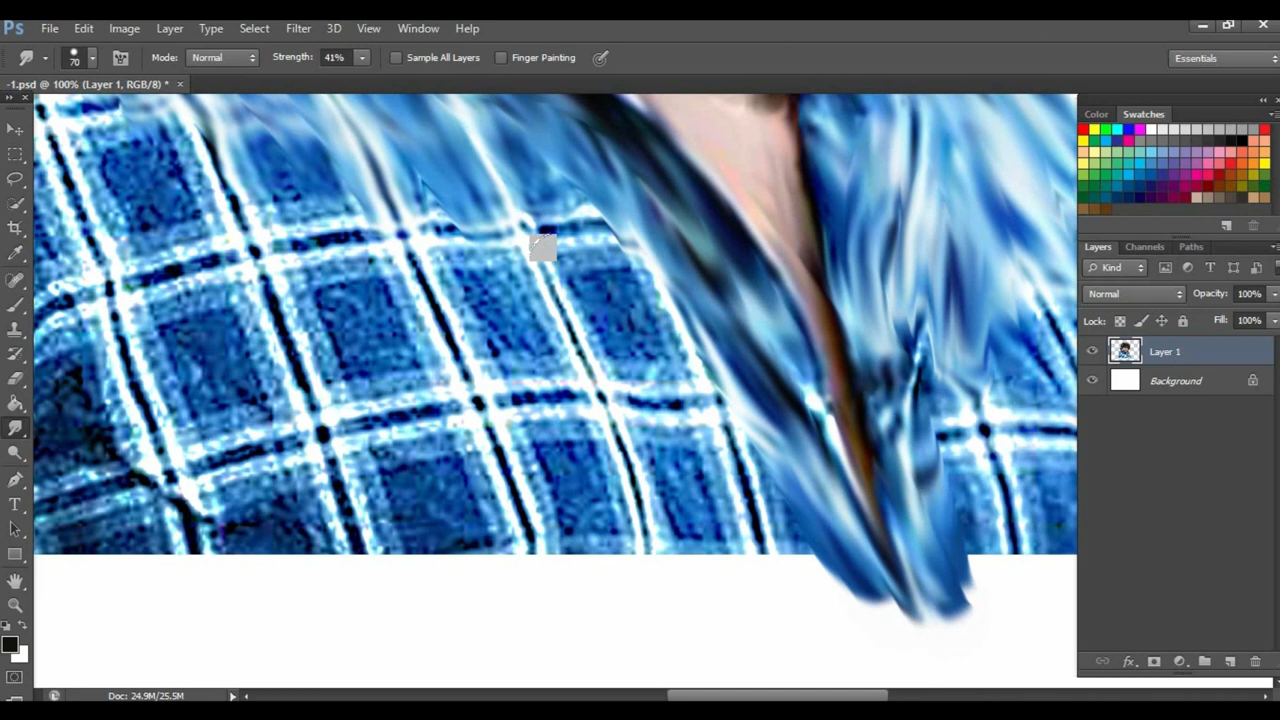 Ps File Edit Image Layer Type Select Filter 3D View Window Help
70 Mode: Normal Strength: 41% Sample All Layers Finger Painting Essentials
-1.psd @ 100% (Layer 1, RGB/8) * ×
Color Swatches
Layers Channels Paths
Kind
Normal Opacity: 100%
Lock: Fill: 100%
Layer 1
Background
Doc: 24.9M/25.5M